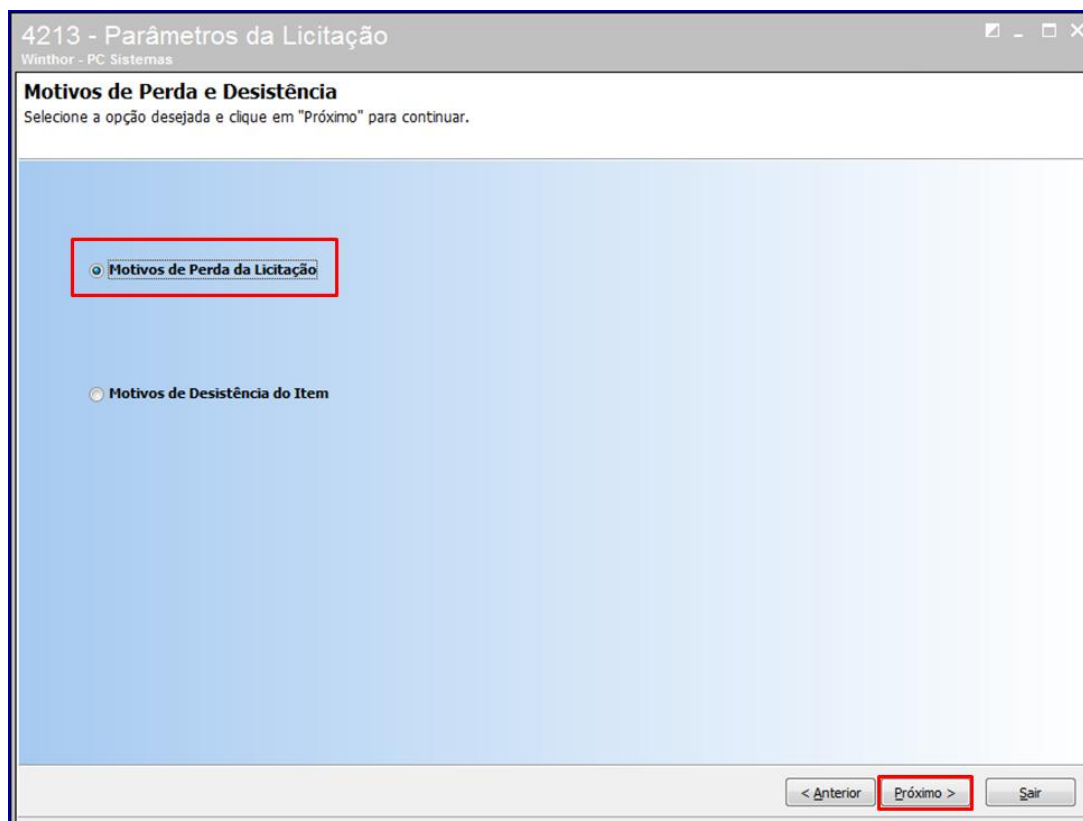 4213 - Parâmetros da Licitação
Winthor - PC Sistemas
Motivos de Perda e Desistência
Selecione a opção desejada e clique em "Próximo" para continuar.
Motivos de Perda da Licitação
Motivos de Desistência do Item
< Anterior Próximo > Sair